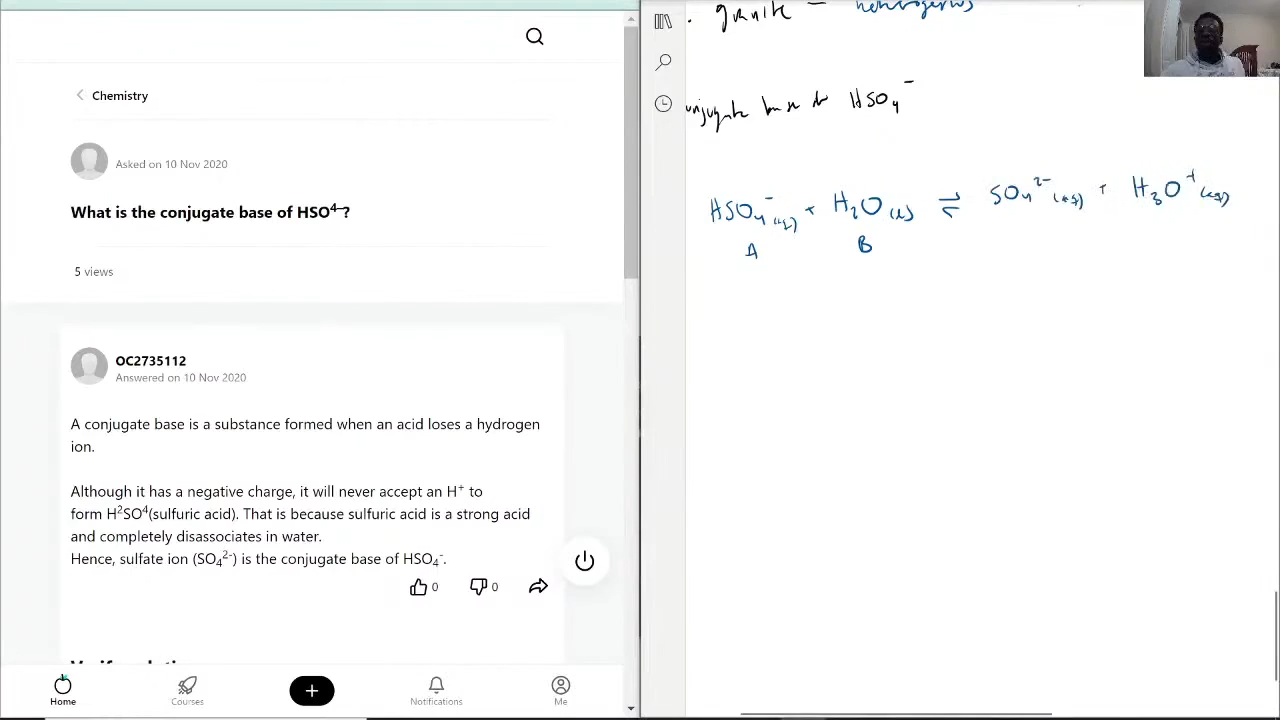 Chemistry
Asked on 10 Nov 2020
What is the conjugate base of HSO⁴⁻?
5 views
OC2735112
Answered on 10 Nov 2020
A conjugate base is a substance formed when an acid loses a hydrogen
ion.
Although it has a negative charge, it will never accept an H⁺ to
form H²SO⁴(sulfuric acid). That is because sulfuric acid is a strong acid
and completely disassociates in water.
Hence, sulfate ion (SO₄²⁻) is the conjugate base of HSO₄⁻.
0 0
Home Courses Notifications Me
. granite –
base HSO₄⁻
HSO₄⁻(aq) + H₂O(l) ⇌ SO₄²⁻(aq) + H₃O⁺(aq)
A B